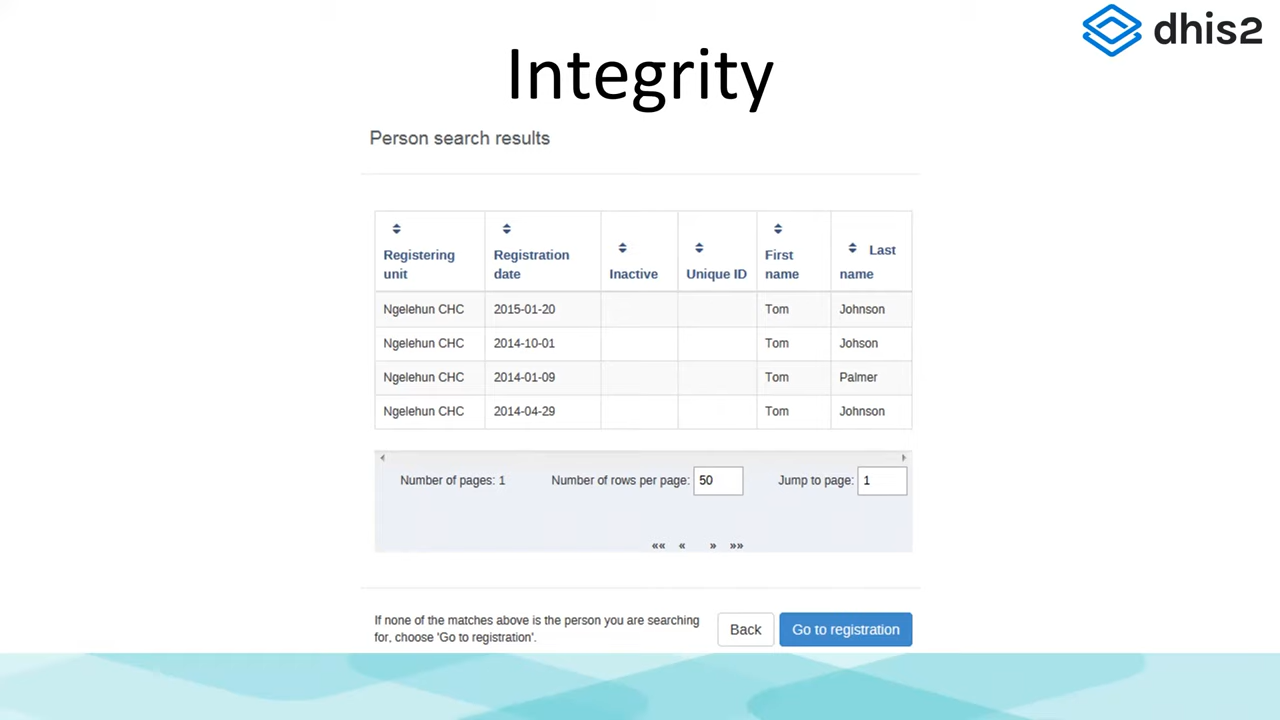 dhis2
Integrity
Person search results
Registering unit Registration date Inactive Unique ID First name Last name
Ngelehun CHC 2015-01-20 Tom Johnson
Ngelehun CHC 2014-10-01 Tom Johson
Ngelehun CHC 2014-01-09 Tom Palmer
Ngelehun CHC 2014-04-29 Tom Johnson
Number of pages: 1 Number of rows per page: 50 Jump to page: 1
«« « » »»
If none of the matches above is the person you are searching
for, choose 'Go to registration'.
Back Go to registration